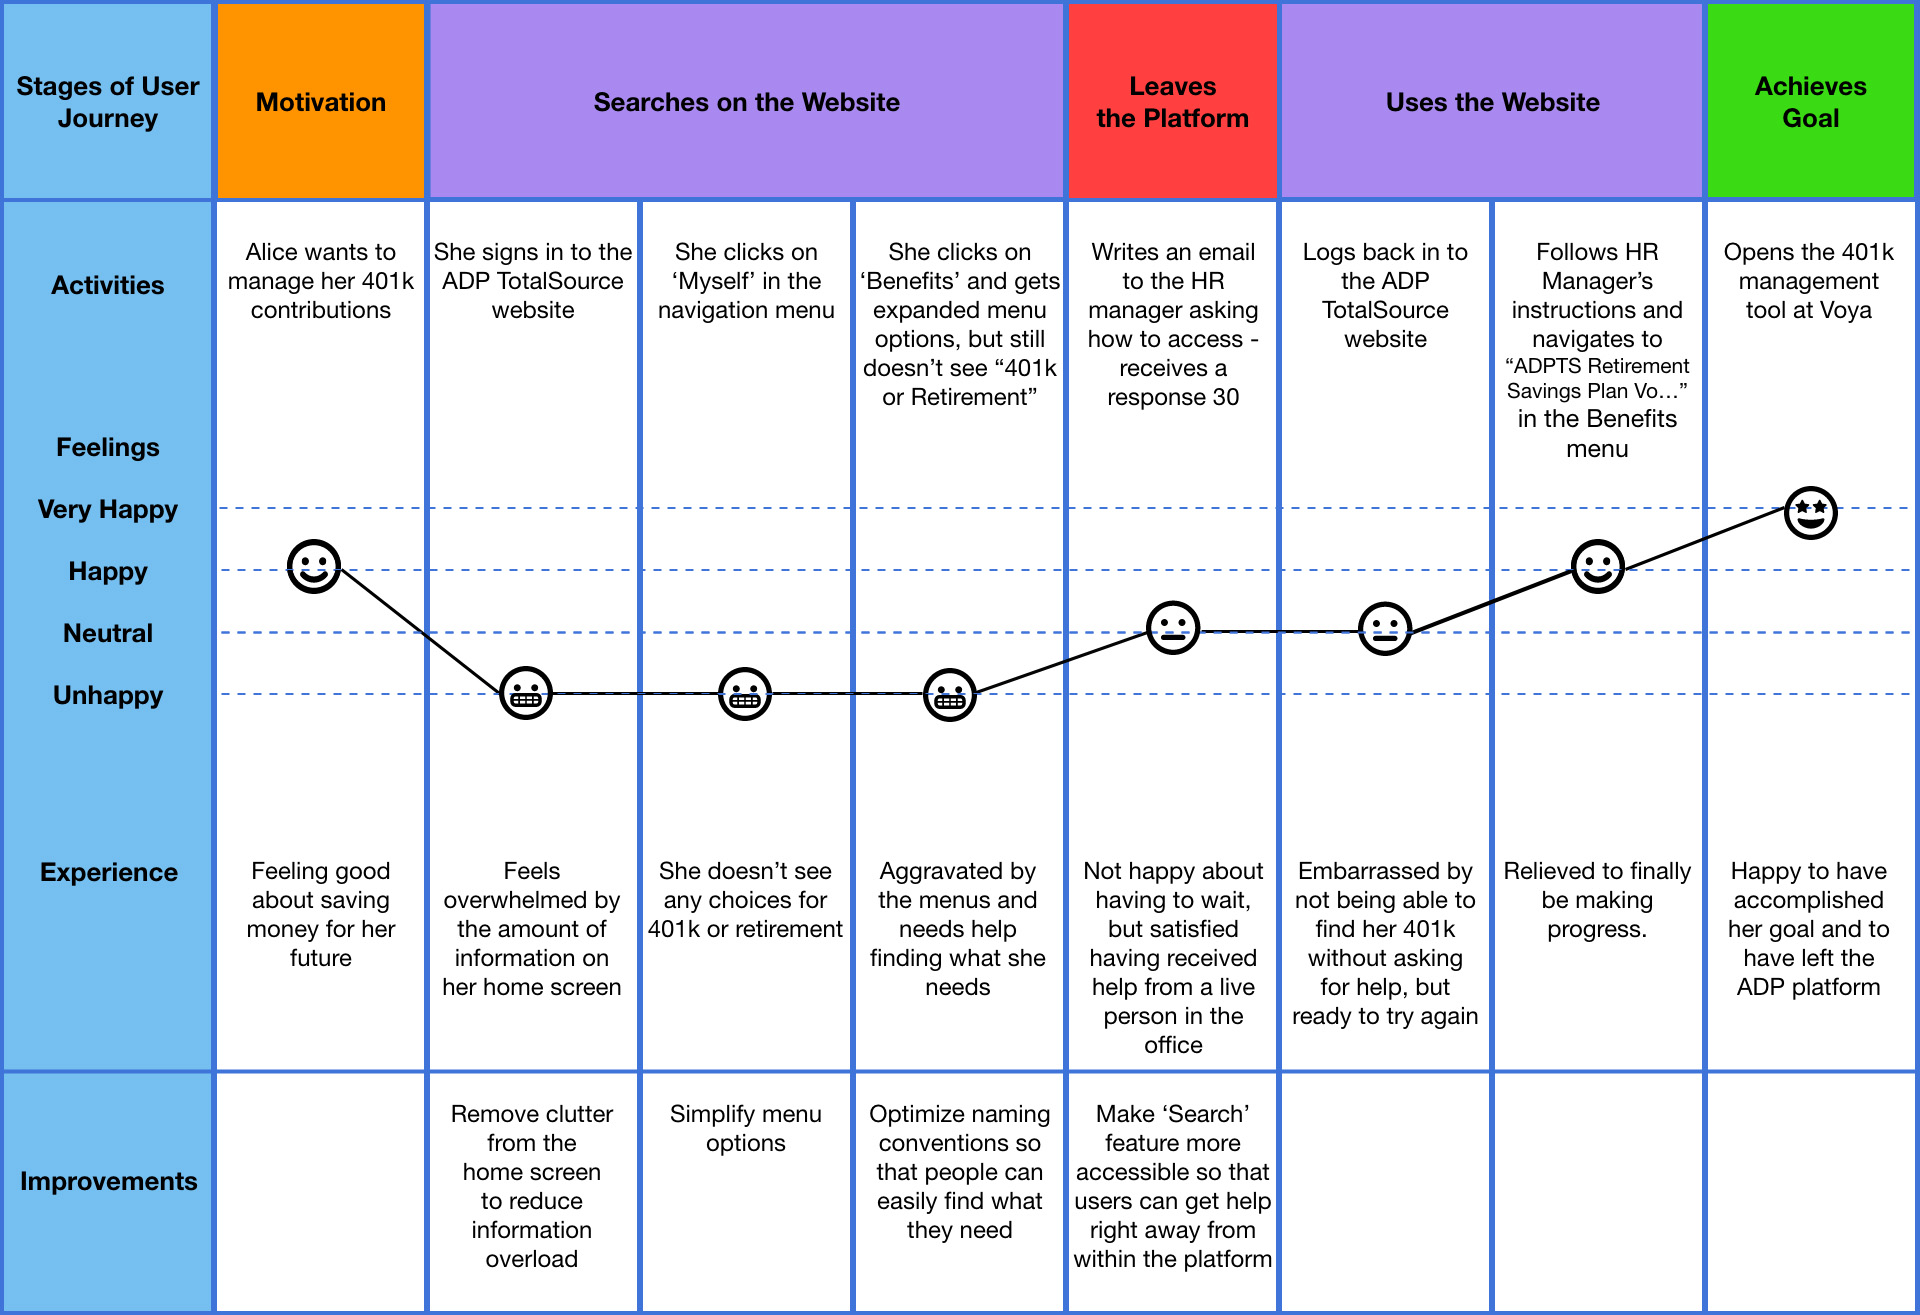 Stages of User
Journey
Motivation
Searches on the Website
Leaves
the Platform
Uses the Website
Achieves
Goal
Activities
Alice wants to
manage her 401k
contributions
She signs in to the
ADP TotalSource
website
She clicks on
‘Myself’ in the
navigation menu
She clicks on
‘Benefits’ and gets
expanded menu
options, but still
doesn’t see “401k
or Retirement”
Writes an email
to the HR
manager asking
how to access -
receives a
response 30
Logs back in to
the ADP
TotalSource
website
Follows HR
Manager’s
instructions and
navigates to
“ADPTS Retirement
Savings Plan Vo…”
in the Benefits
menu
Opens the 401k
management
tool at Voya
Feelings
Very Happy
Happy
Neutral
Unhappy
Experience
Feeling good
about saving
money for her
future
Feels
overwhelmed by
the amount of
information on
her home screen
She doesn’t see
any choices for
401k or retirement
Aggravated by
the menus and
needs help
finding what she
needs
Not happy about
having to wait,
but satisfied
having received
help from a live
person in the
office
Embarrassed by
not being able to
find her 401k
without asking
for help, but
ready to try again
Relieved to finally
be making
progress.
Happy to have
accomplished
her goal and to
have left the
ADP platform
Improvements
Remove clutter
from the
home screen
to reduce
information
overload
Simplify menu
options
Optimize naming
conventions so
that people can
easily find what
they need
Make ‘Search’
feature more
accessible so that
users can get help
right away from
within the platform